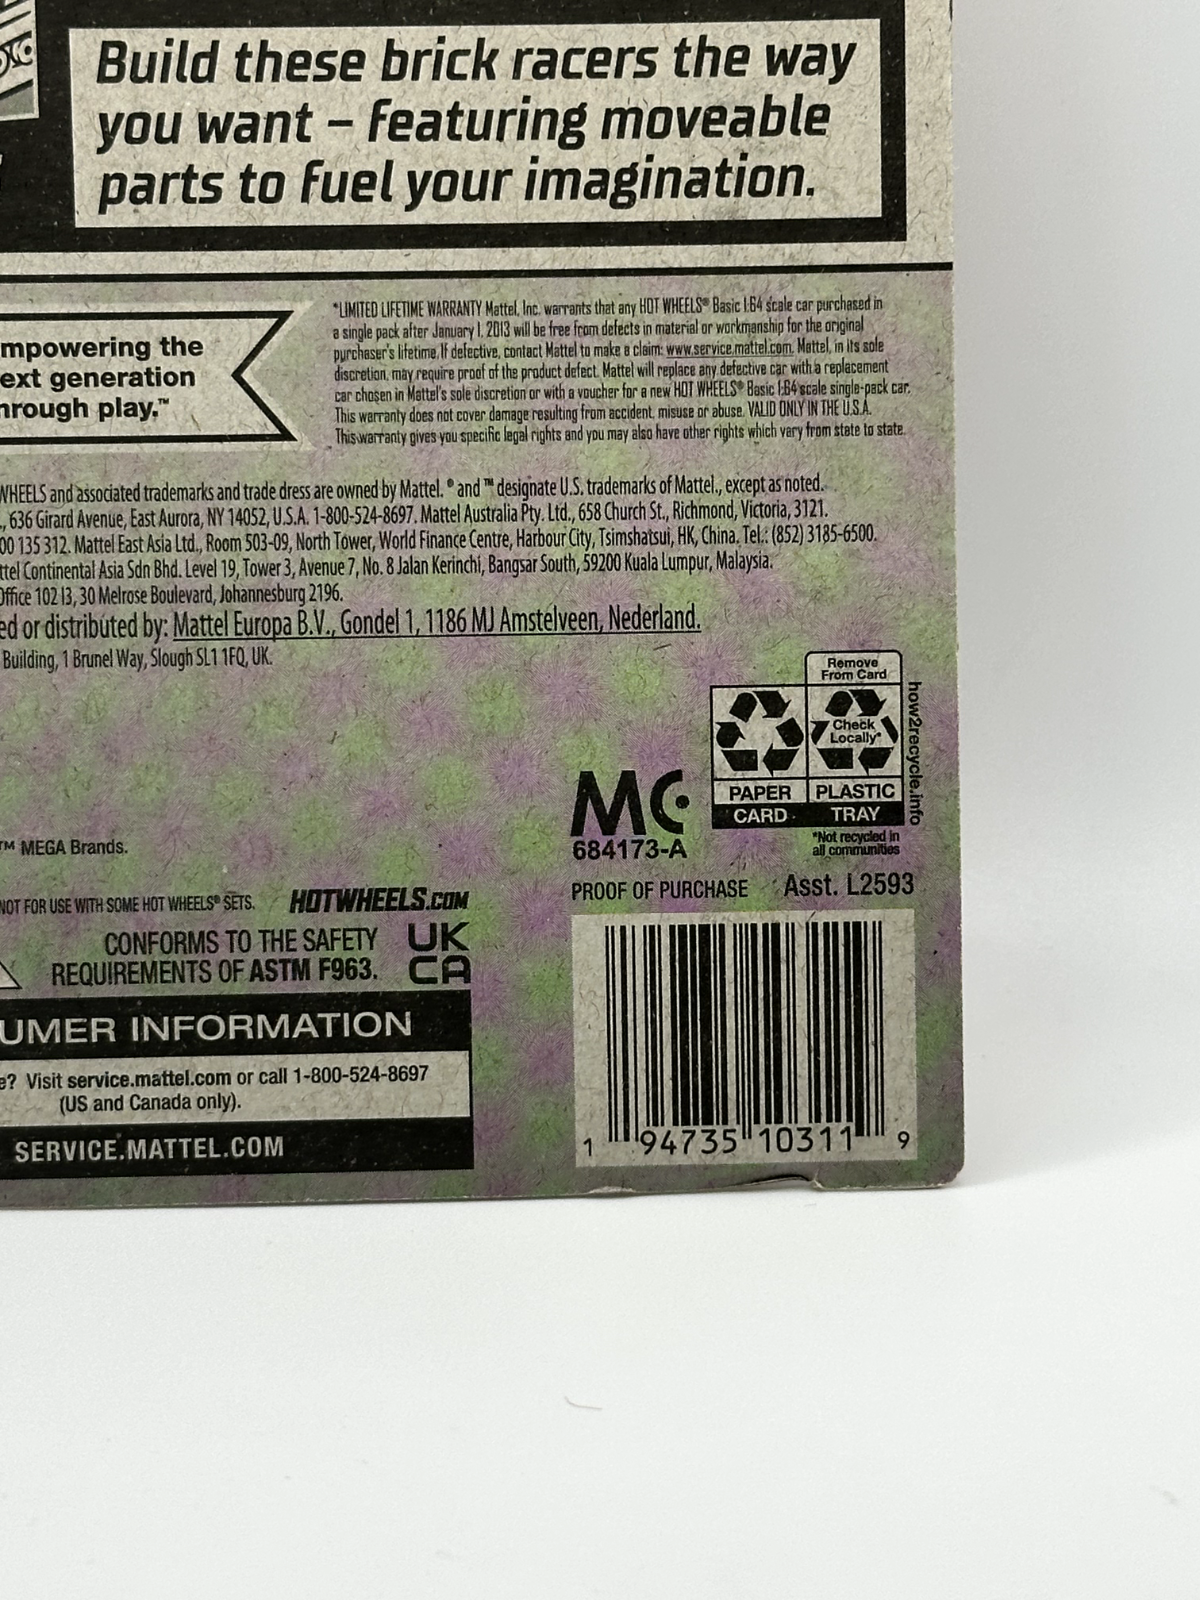 Build these brick racers the way
you want – featuring moveable
parts to fuel your imagination.
mpowering the
ext generation
hrough play.™
*LIMITED LIFETIME WARRANTY Mattel, Inc. warrants that any HOT WHEELS® Basic 1:64 scale car purchased in
a single pack after January 1, 2013 will be free from defects in material or workmanship for the original
purchaser's lifetime. If defective, contact Mattel to make a claim: www.service.mattel.com. Mattel, in its sole
discretion, may require proof of the product defect. Mattel will replace any defective car with a replacement
car chosen in Mattel's sole discretion or with a voucher for a new HOT WHEELS® Basic 1:64 scale single-pack car.
This warranty does not cover damage resulting from accident, misuse or abuse. VALID ONLY IN THE U.S.A.
This warranty gives you specific legal rights and you may also have other rights which vary from state to state.
WHEELS and associated trademarks and trade dress are owned by Mattel. ® and ™ designate U.S. trademarks of Mattel., except as noted.
., 636 Girard Avenue, East Aurora, NY 14052, U.S.A. 1-800-524-8697. Mattel Australia Pty. Ltd., 658 Church St., Richmond, Victoria, 3121.
00 135 312. Mattel East Asia Ltd., Room 503-09, North Tower, World Finance Centre, Harbour City, Tsimshatsui, HK, China. Tel.: (852) 3185-6500.
ttel Continental Asia Sdn Bhd. Level 19, Tower 3, Avenue 7, No. 8 Jalan Kerinchi, Bangsar South, 59200 Kuala Lumpur, Malaysia.
Office 102 I3, 30 Melrose Boulevard, Johannesburg 2196.
ed or distributed by: Mattel Europa B.V., Gondel 1, 1186 MJ Amstelveen, Nederland.
Building, 1 Brunel Way, Slough SL1 1FQ, UK.
Remove
From Card
Check
Locally*
PAPER
PLASTIC
CARD
TRAY
how2recycle.info
*Not recycled in
all communities
MC
684173-A
™ MEGA Brands.
PROOF OF PURCHASE Asst. L2593
NOT FOR USE WITH SOME HOT WHEELS® SETS. HOTWHEELS.COM
CONFORMS TO THE SAFETY
REQUIREMENTS OF ASTM F963.
UK
CA
UMER INFORMATION
e? Visit service.mattel.com or call 1-800-524-8697
(US and Canada only).
SERVICE.MATTEL.COM
1 94735 10311 9